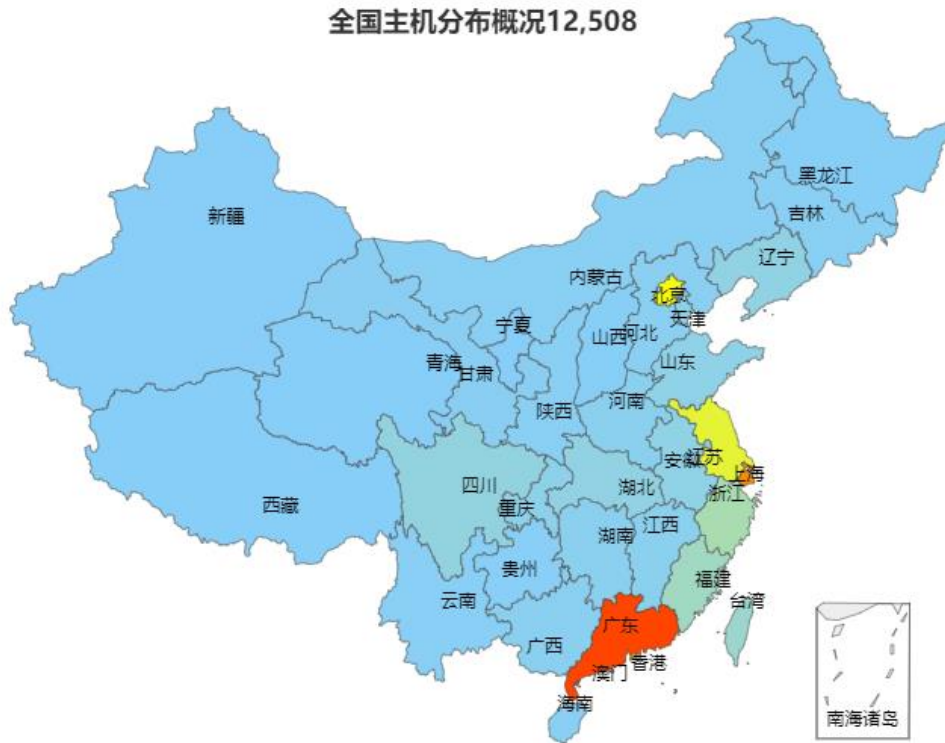 全国主机分布概况12,508
黑龙江
吉林
新疆
辽宁
内蒙古
北京
天津
宁夏
山西
河北
青海
甘肃
山东
陕西
河南
安徽
江苏
上海
四川
湖北
浙江
重庆
西藏
江西
湖南
贵州
福建
云南
台湾
广东
广西
香港
澳门
海南
南海诸岛